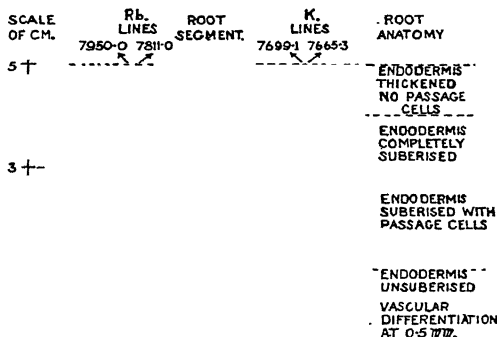 SCALE OF CM.
Rb. LINES
7950·0 7811·0
ROOT SEGMENT.
K. LINES
7699·1 7665·3
ROOT ANATOMY
5
ENDODERMIS
THICKENED
NO PASSAGE
CELLS
ENDODERMIS
COMPLETELY
SUBERISED
3
ENDODERMIS
SUBERISED WITH
PASSAGE CELLS
ENDODERMIS
UNSUBERISED
VASCULAR
DIFFERENTIATION
AT 0·5 mm.